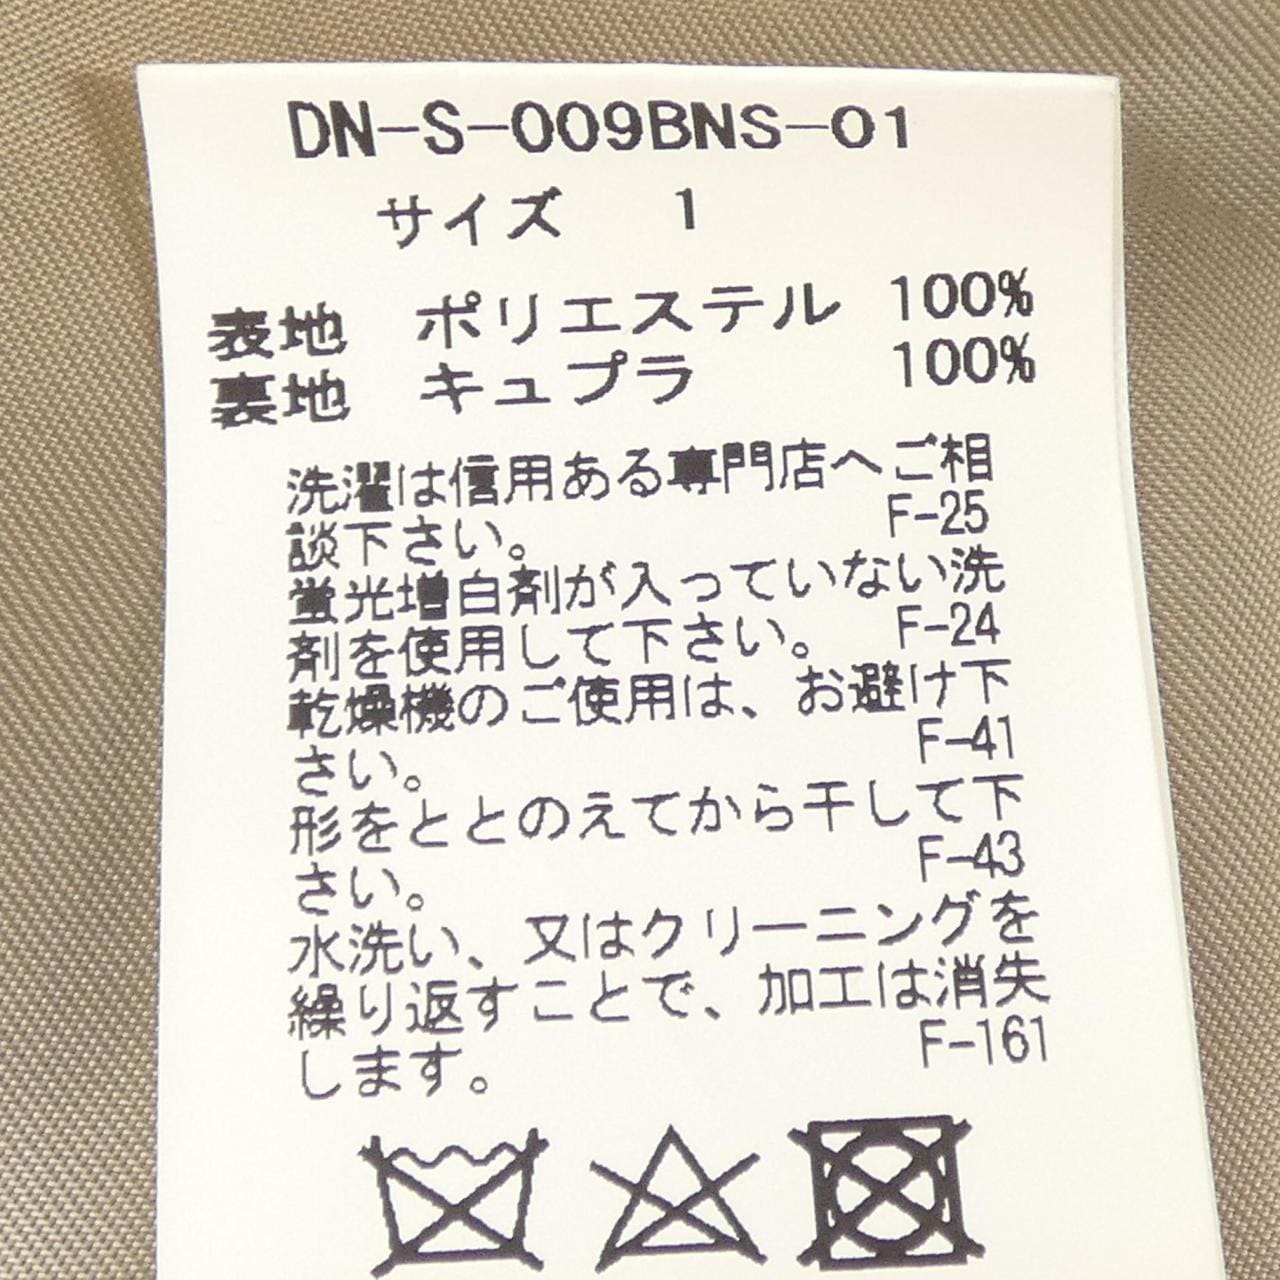 DN-S-009BNS-01
サイズ 1
表地 ポリエステル 100%
裏地 キュプラ 100%
洗濯は信用ある専門店へご相
談下さい。 F-25
蛍光増白剤が入っていない洗
剤を使用して下さい。 F-24
乾燥機のご使用は、お避け下
さい。 F-41
形をととのえてから干して下
さい。 F-43
水洗い、又はクリーニングを
繰り返すことで、加工は消失
します。 F-161